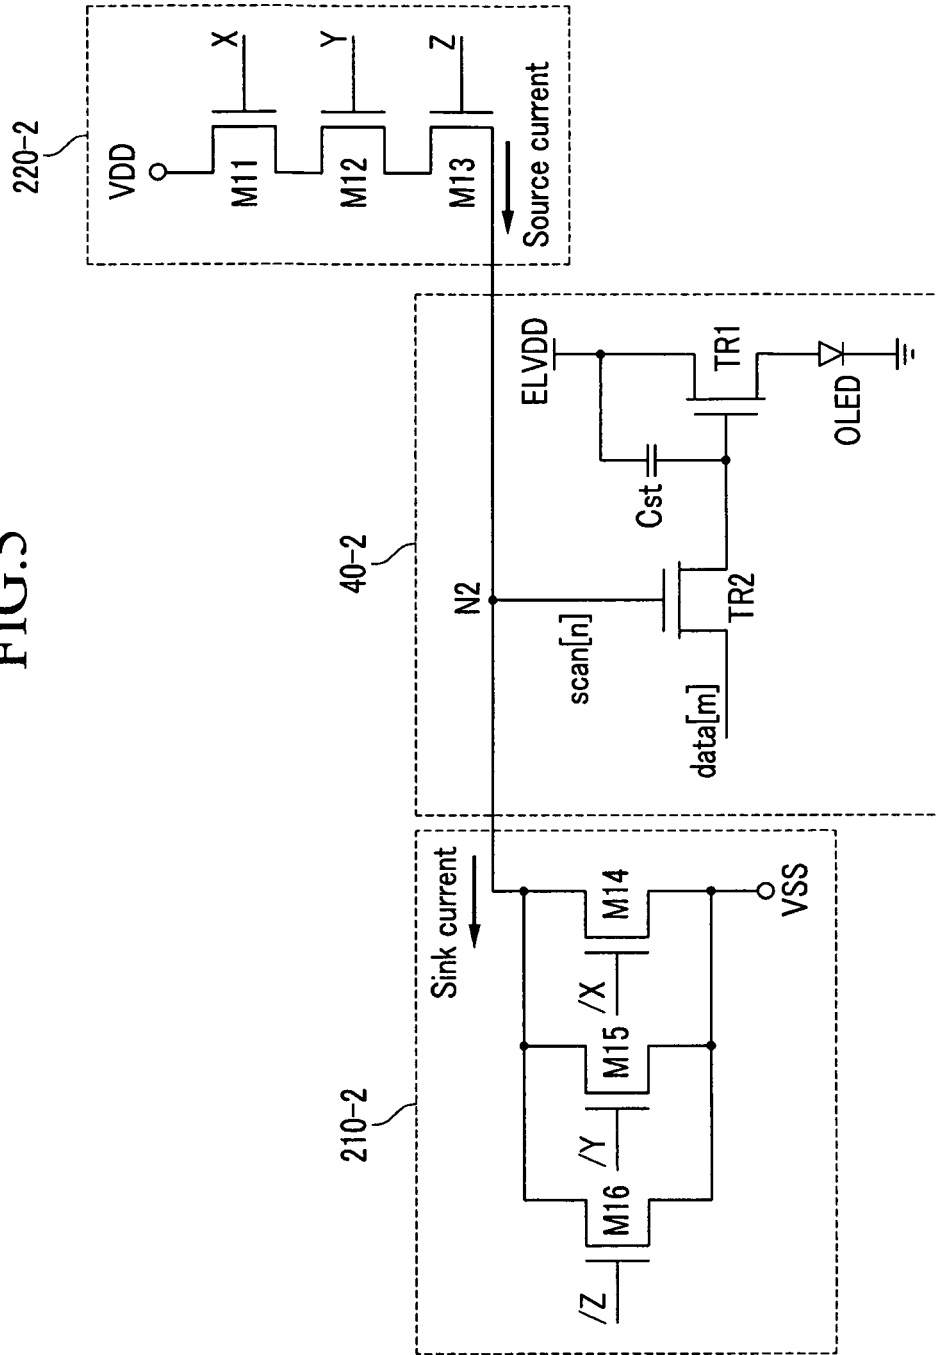 FIG.5
220-2
VDD
X
Y
Z
M11
M12
M13
Source current
40-2
N2
ELVDD
TR1
OLED
Cst
TR2
scan[n]
data[m]
210-2
Sink current
M14
/X
M15
/Y
M16
/Z
VSS